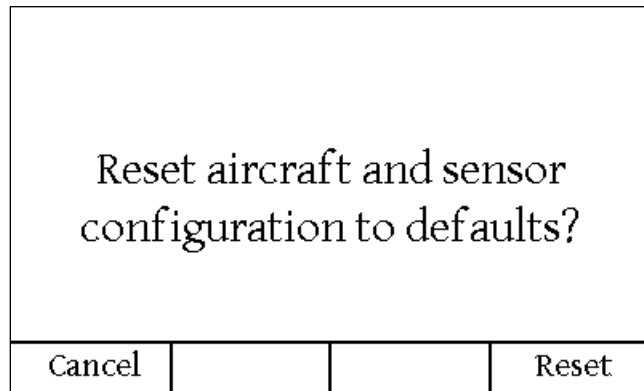 Reset aircraft and sensor
configuration to defaults?
Cancel
Reset